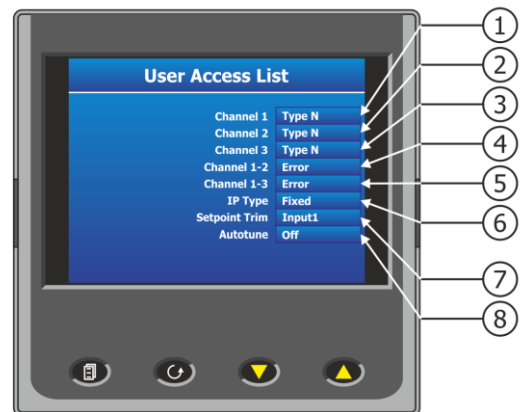 User Access List
Channel 1 Type N
Channel 2 Type N
Channel 3 Type N
Channel 1-2 Error
Channel 1-3 Error
IP Type Fixed
Setpoint Trim Input1
Autotune Off
1
2
3
4
5
6
7
8